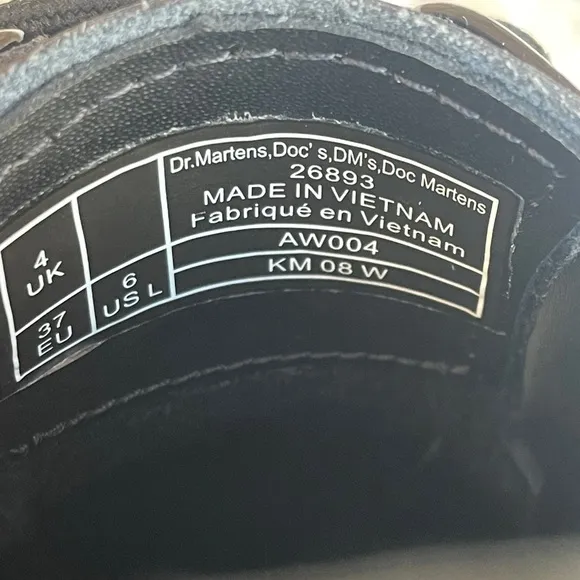 Dr.Martens,Doc's,DM's,Doc Martens
26893
MADE IN VIETNAM
Fabriqué en Vietnam
AW004
KM 08 W
4
UK
37
EU
6
US L